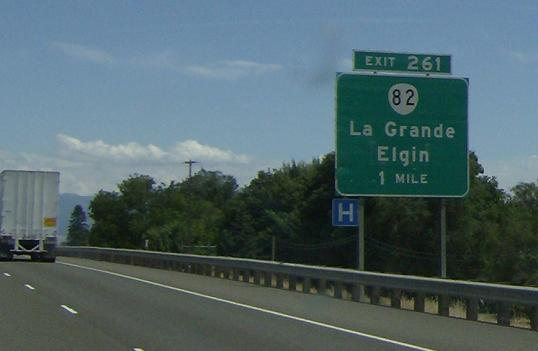 EXIT 261
82
La Grande
Elgin
1 MILE
H